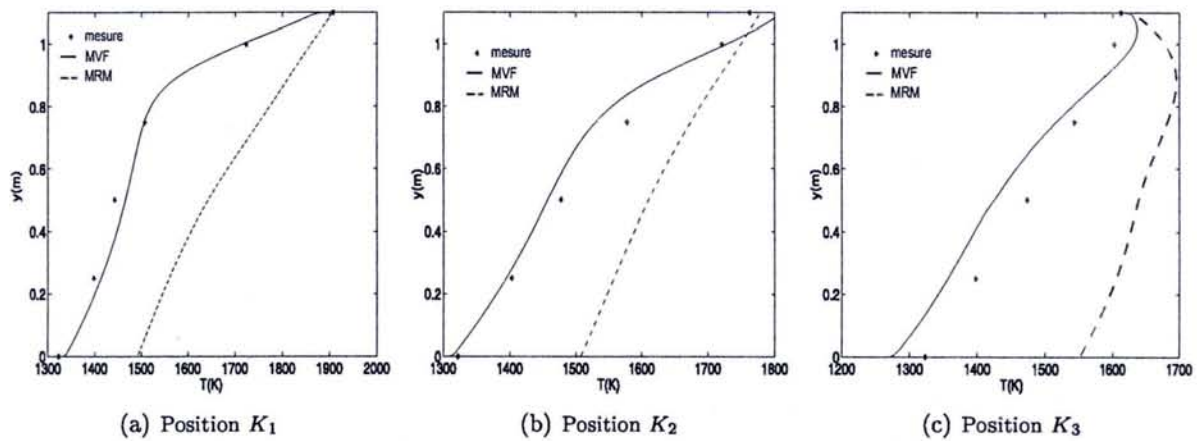 mesure
MVF
MRM
1
0.8
0.6
0.4
0.2
0
y(m)
1300 1400 1500 1600 1700 1800 1900 2000
T(K)
(a) Position K₁
mesure
MVF
MRM
1
0.8
0.6
0.4
0.2
0
y(m)
1300 1400 1500 1600 1700 1800
T(K)
(b) Position K₂
mesure
MVF
MRM
1
0.8
0.6
0.4
0.2
0
y(m)
1200 1300 1400 1500 1600 1700
T(K)
(c) Position K₃